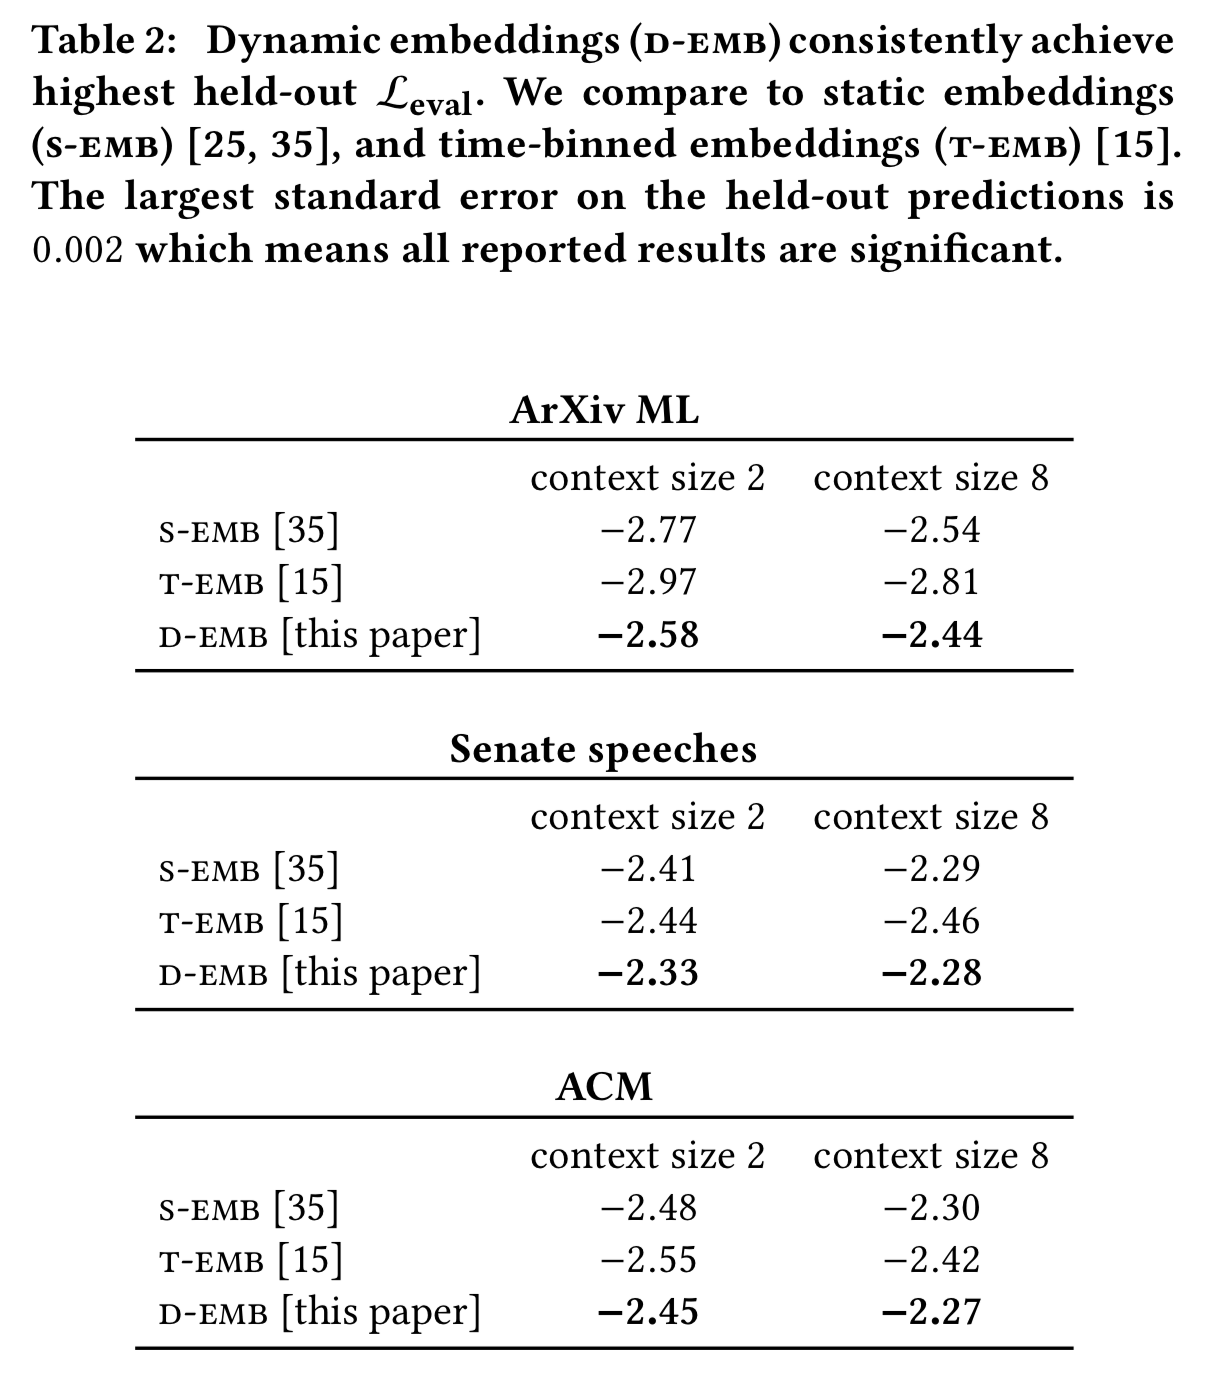 Table 2: Dynamic embeddings (D-EMB) consistently achieve
highest held-out ℒeval. We compare to static embeddings
(S-EMB) [25, 35], and time-binned embeddings (T-EMB) [15].
The largest standard error on the held-out predictions is
0.002 which means all reported results are significant.
ArXiv ML
context size 2 context size 8
S-EMB [35] −2.77 −2.54
T-EMB [15] −2.97 −2.81
D-EMB [this paper] −2.58 −2.44
Senate speeches
context size 2 context size 8
S-EMB [35] −2.41 −2.29
T-EMB [15] −2.44 −2.46
D-EMB [this paper] −2.33 −2.28
ACM
context size 2 context size 8
S-EMB [35] −2.48 −2.30
T-EMB [15] −2.55 −2.42
D-EMB [this paper] −2.45 −2.27